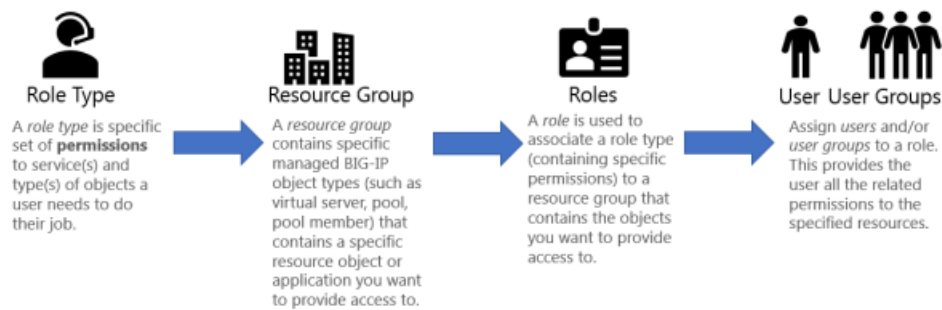 Role Type
A role type is specific
set of permissions
to service(s) and
type(s) of objects a
user needs to do
their job.
Resource Group
A resource group
contains specific
managed BIG-IP
object types (such as
virtual server, pool,
pool member) that
contains a specific
resource object or
application you want
to provide access to.
Roles
A role is used to
associate a role type
(containing specific
permissions) to a
resource group that
contains the objects
you want to provide
access to.
User User Groups
Assign users and/or
user groups to a role.
This provides the
user all the related
permissions to the
specified resources.